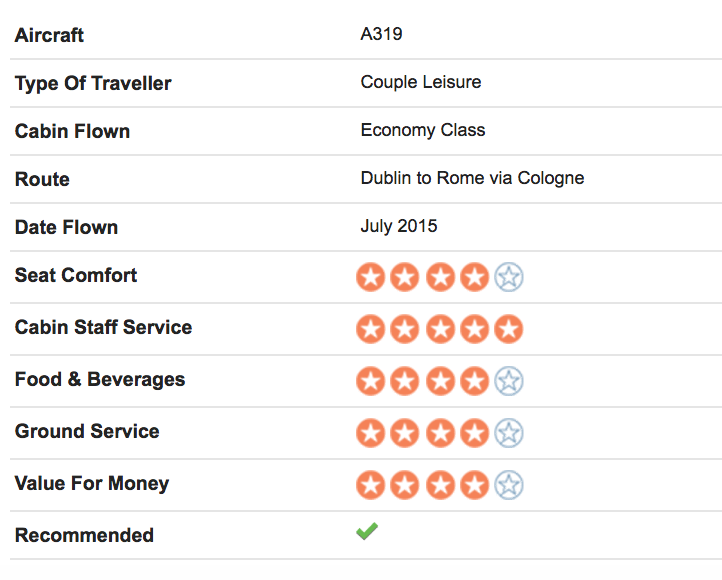 Aircraft A319
Type Of Traveller Couple Leisure
Cabin Flown Economy Class
Route Dublin to Rome via Cologne
Date Flown July 2015
Seat Comfort
Cabin Staff Service
Food & Beverages
Ground Service
Value For Money
Recommended